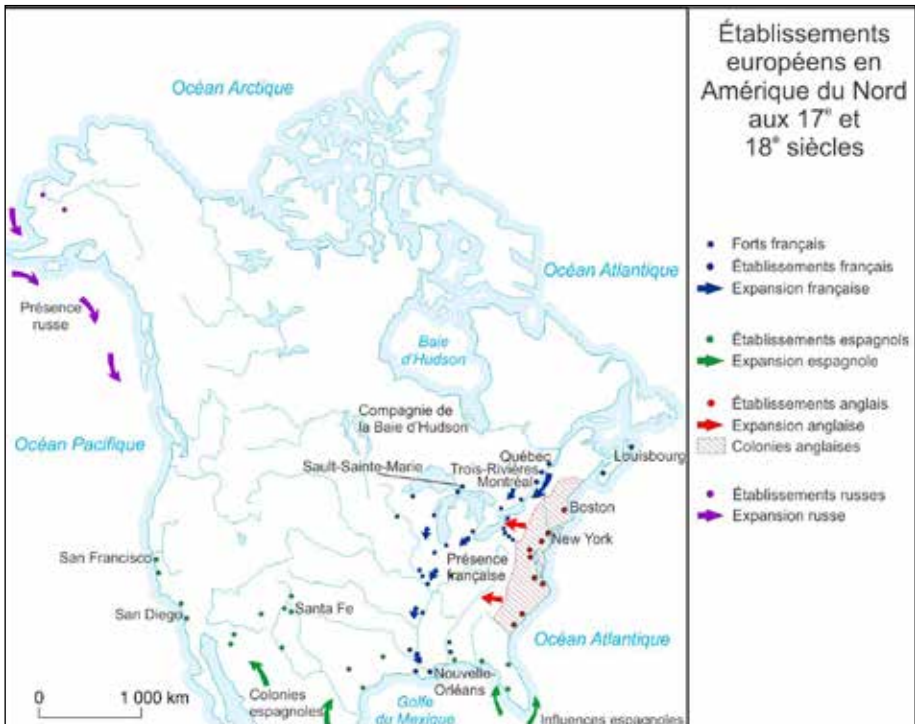 Établissements
européens en
Amérique du Nord
aux 17e et
18e siècles
Forts français
Établissements français
Expansion française
Établissements espagnols
Expansion espagnole
Établissements anglais
Expansion anglaise
Colonies anglaises
Établissements russes
Expansion russe
Océan Arctique
Océan Atlantique
Présence
russe
Baie
d'Hudson
Compagnie de
la Baie d'Hudson
Océan Pacifique
Québec
Louisbourg
Sault-Sainte-Marie
Trois-Rivières
Montréal
Boston
New York
San Francisco
Présence
française
San Diego
Santa Fe
Océan Atlantique
Nouvelle-
Orléans
Colonies
espagnoles
Golfe
du Mexique
Influences espagnoles
0 1 000 km